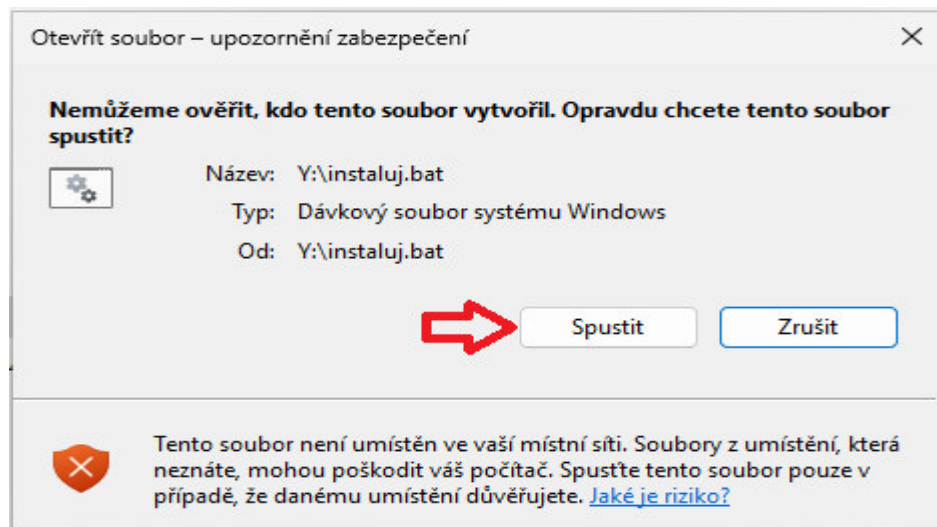 Otevřít soubor – upozornění zabezpečení
Nemůžeme ověřit, kdo tento soubor vytvořil. Opravdu chcete tento soubor
spustit?
Název: Y:\instaluj.bat
Typ: Dávkový soubor systému Windows
Od: Y:\instaluj.bat
Spustit Zrušit
Tento soubor není umístěn ve vaší místní síti. Soubory z umístění, která
neznáte, mohou poškodit váš počítač. Spusťte tento soubor pouze v
případě, že danému umístění důvěřujete. Jaké je riziko?